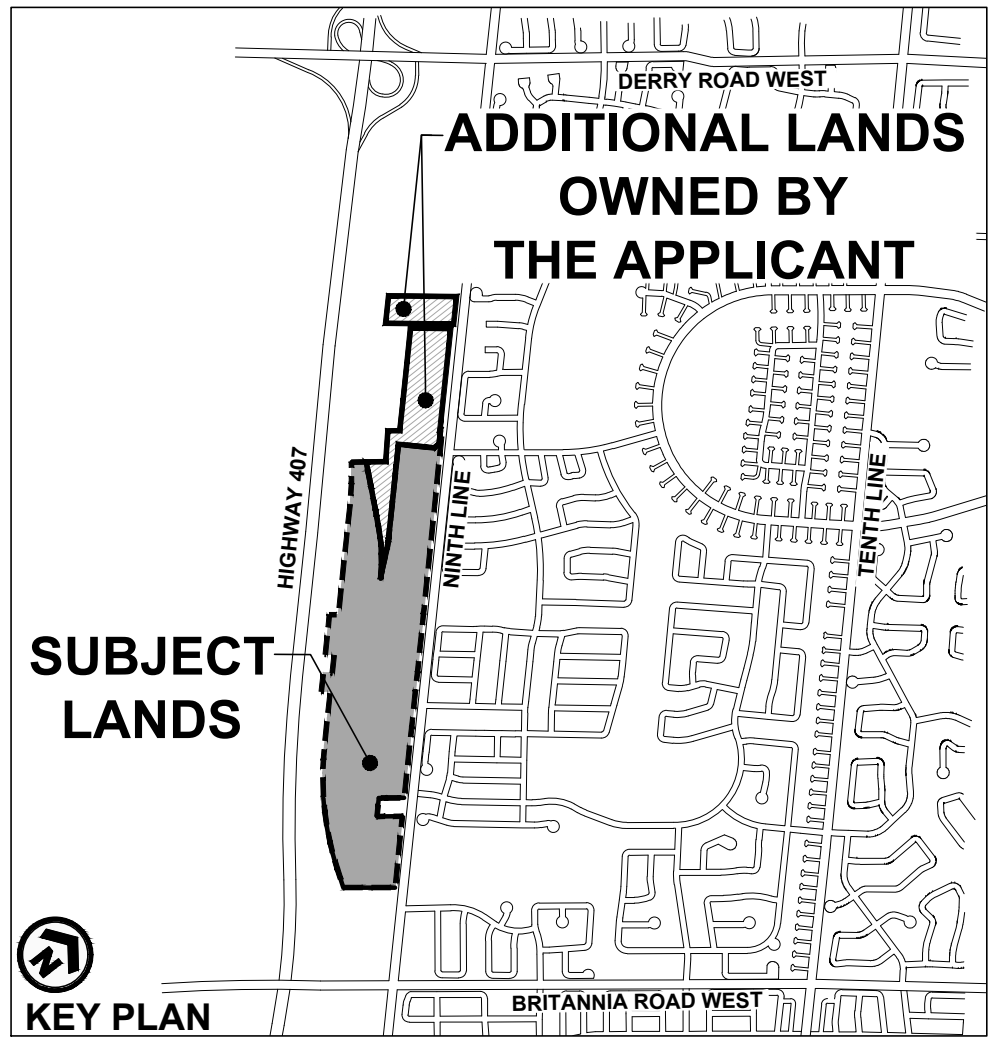 DERRY ROAD WEST
ADDITIONAL LANDS
OWNED BY
THE APPLICANT
HIGHWAY 407
NINTH LINE
TENTH LINE
SUBJECT
LANDS
N
BRITANNIA ROAD WEST
KEY PLAN